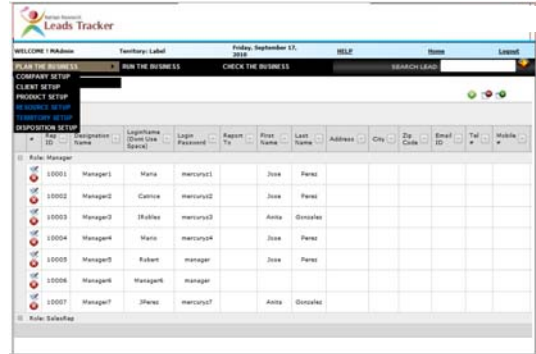 Leads Tracker
WELCOME ! MAdmin Territory: Label Friday, September 17, 2010 HELP Home Logout
PLAN THE BUSINESS RUN THE BUSINESS CHECK THE BUSINESS SEARCH LEAD
COMPANY SETUP
CLIENT SETUP
PRODUCT SETUP
RESOURCE SETUP
TERRITORY SETUP
DISPOSITION SETUP
# Rep ID Designation Name LoginName (Dont Use Space) Login Password Report To First Name Last Name Address City Zip Code Email ID Tel # Mobile #
Role: Manager
10001 Manager1 Maria mercurys1 Jose Perez
10002 Manager2 Catrice mercurys2
10003 Manager3 IRobles mercurys3 Anita Gonzales
10004 Manager4 Mario mercurys4 Jose Perez
10005 Manager5 Robert manager Jose Perez
10006 Manager6 Manager6 manager
10007 Manager7 JPerez mercurys7 Anita Gonzales
Role: SalesRep